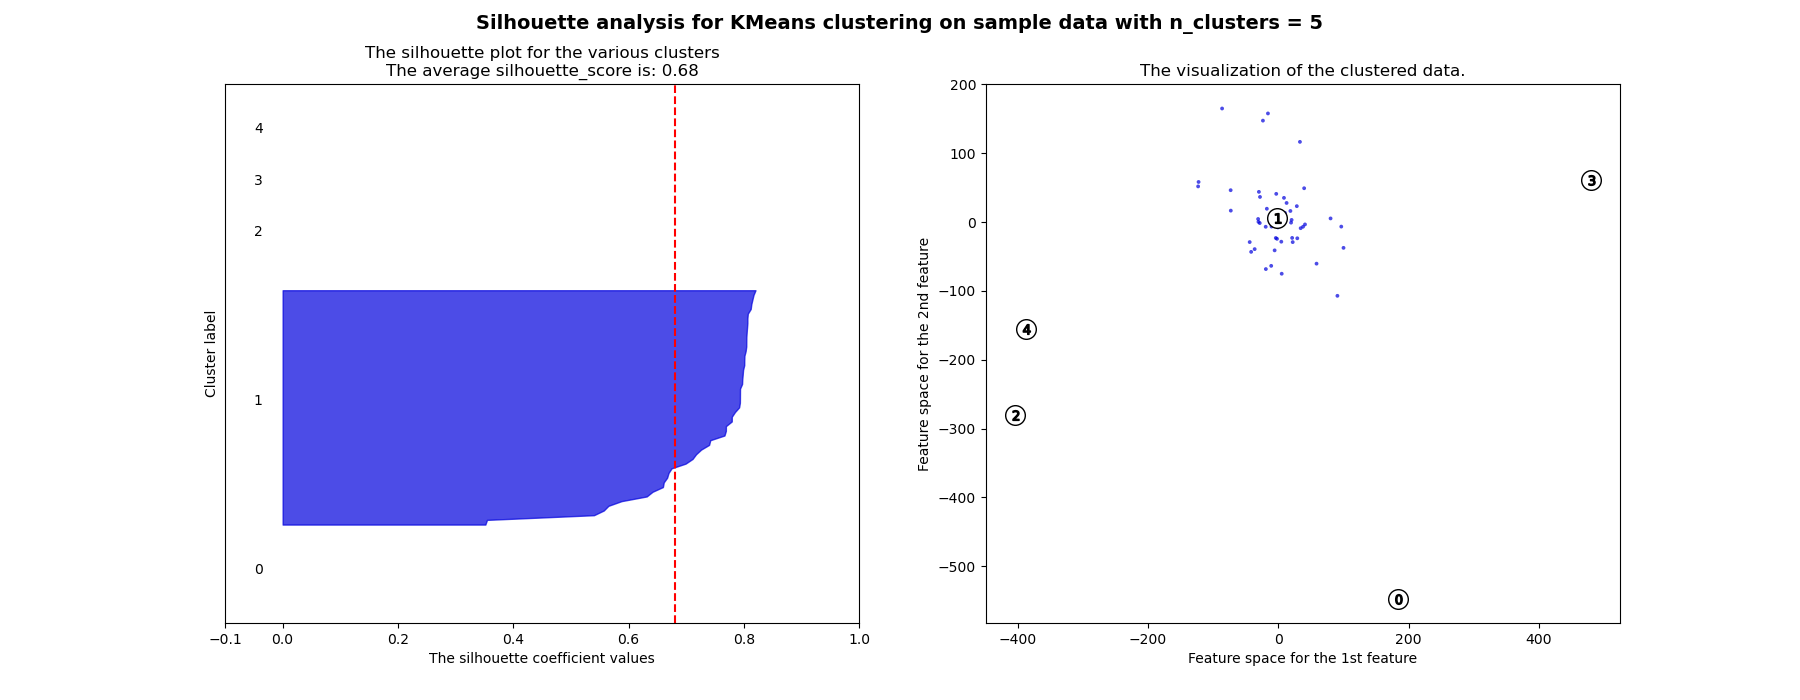 Silhouette analysis for KMeans clustering on sample data with n_clusters = 5
The silhouette plot for the various clusters
The average silhouette_score is: 0.68
4
3
2
1
0
Cluster label
−0.1 0.0 0.2 0.4 0.6 0.8 1.0
The silhouette coefficient values
The visualization of the clustered data.
200
100
0
−100
−200
−300
−400
−500
Feature space for the 2nd feature
3
1
4
2
0
−400 −200 0 200 400
Feature space for the 1st feature